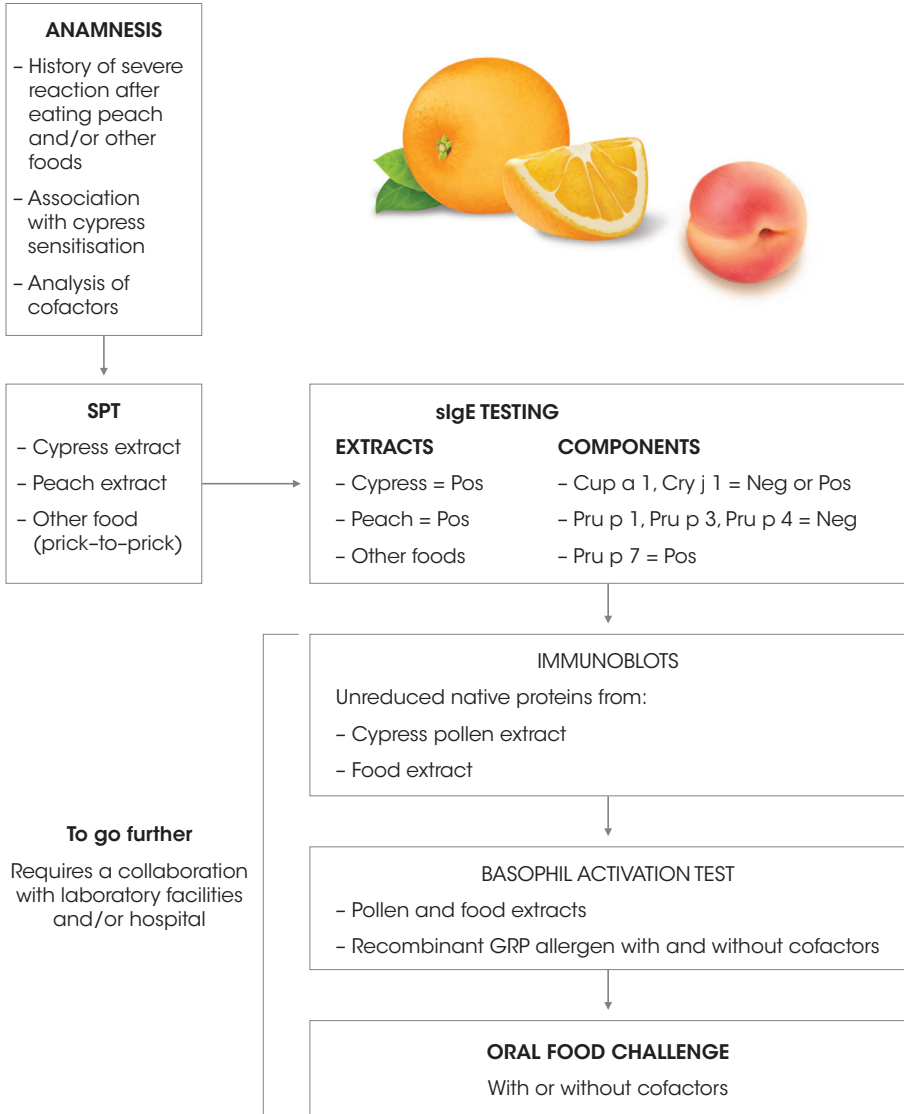 ANAMNESIS
– History of severe
reaction after
eating peach
and/or other
foods
– Association
with cypress
sensitisation
– Analysis of
cofactors
SPT
– Cypress extract
– Peach extract
– Other food
(prick–to–prick)
sIgE TESTING
EXTRACTS
– Cypress = Pos
– Peach = Pos
– Other foods
COMPONENTS
– Cup a 1, Cry j 1 = Neg or Pos
– Pru p 1, Pru p 3, Pru p 4 = Neg
– Pru p 7 = Pos
IMMUNOBLOTS
Unreduced native proteins from:
– Cypress pollen extract
– Food extract
To go further
Requires a collaboration
with laboratory facilities
and/or hospital
BASOPHIL ACTIVATION TEST
– Pollen and food extracts
– Recombinant GRP allergen with and without cofactors
ORAL FOOD CHALLENGE
With or without cofactors